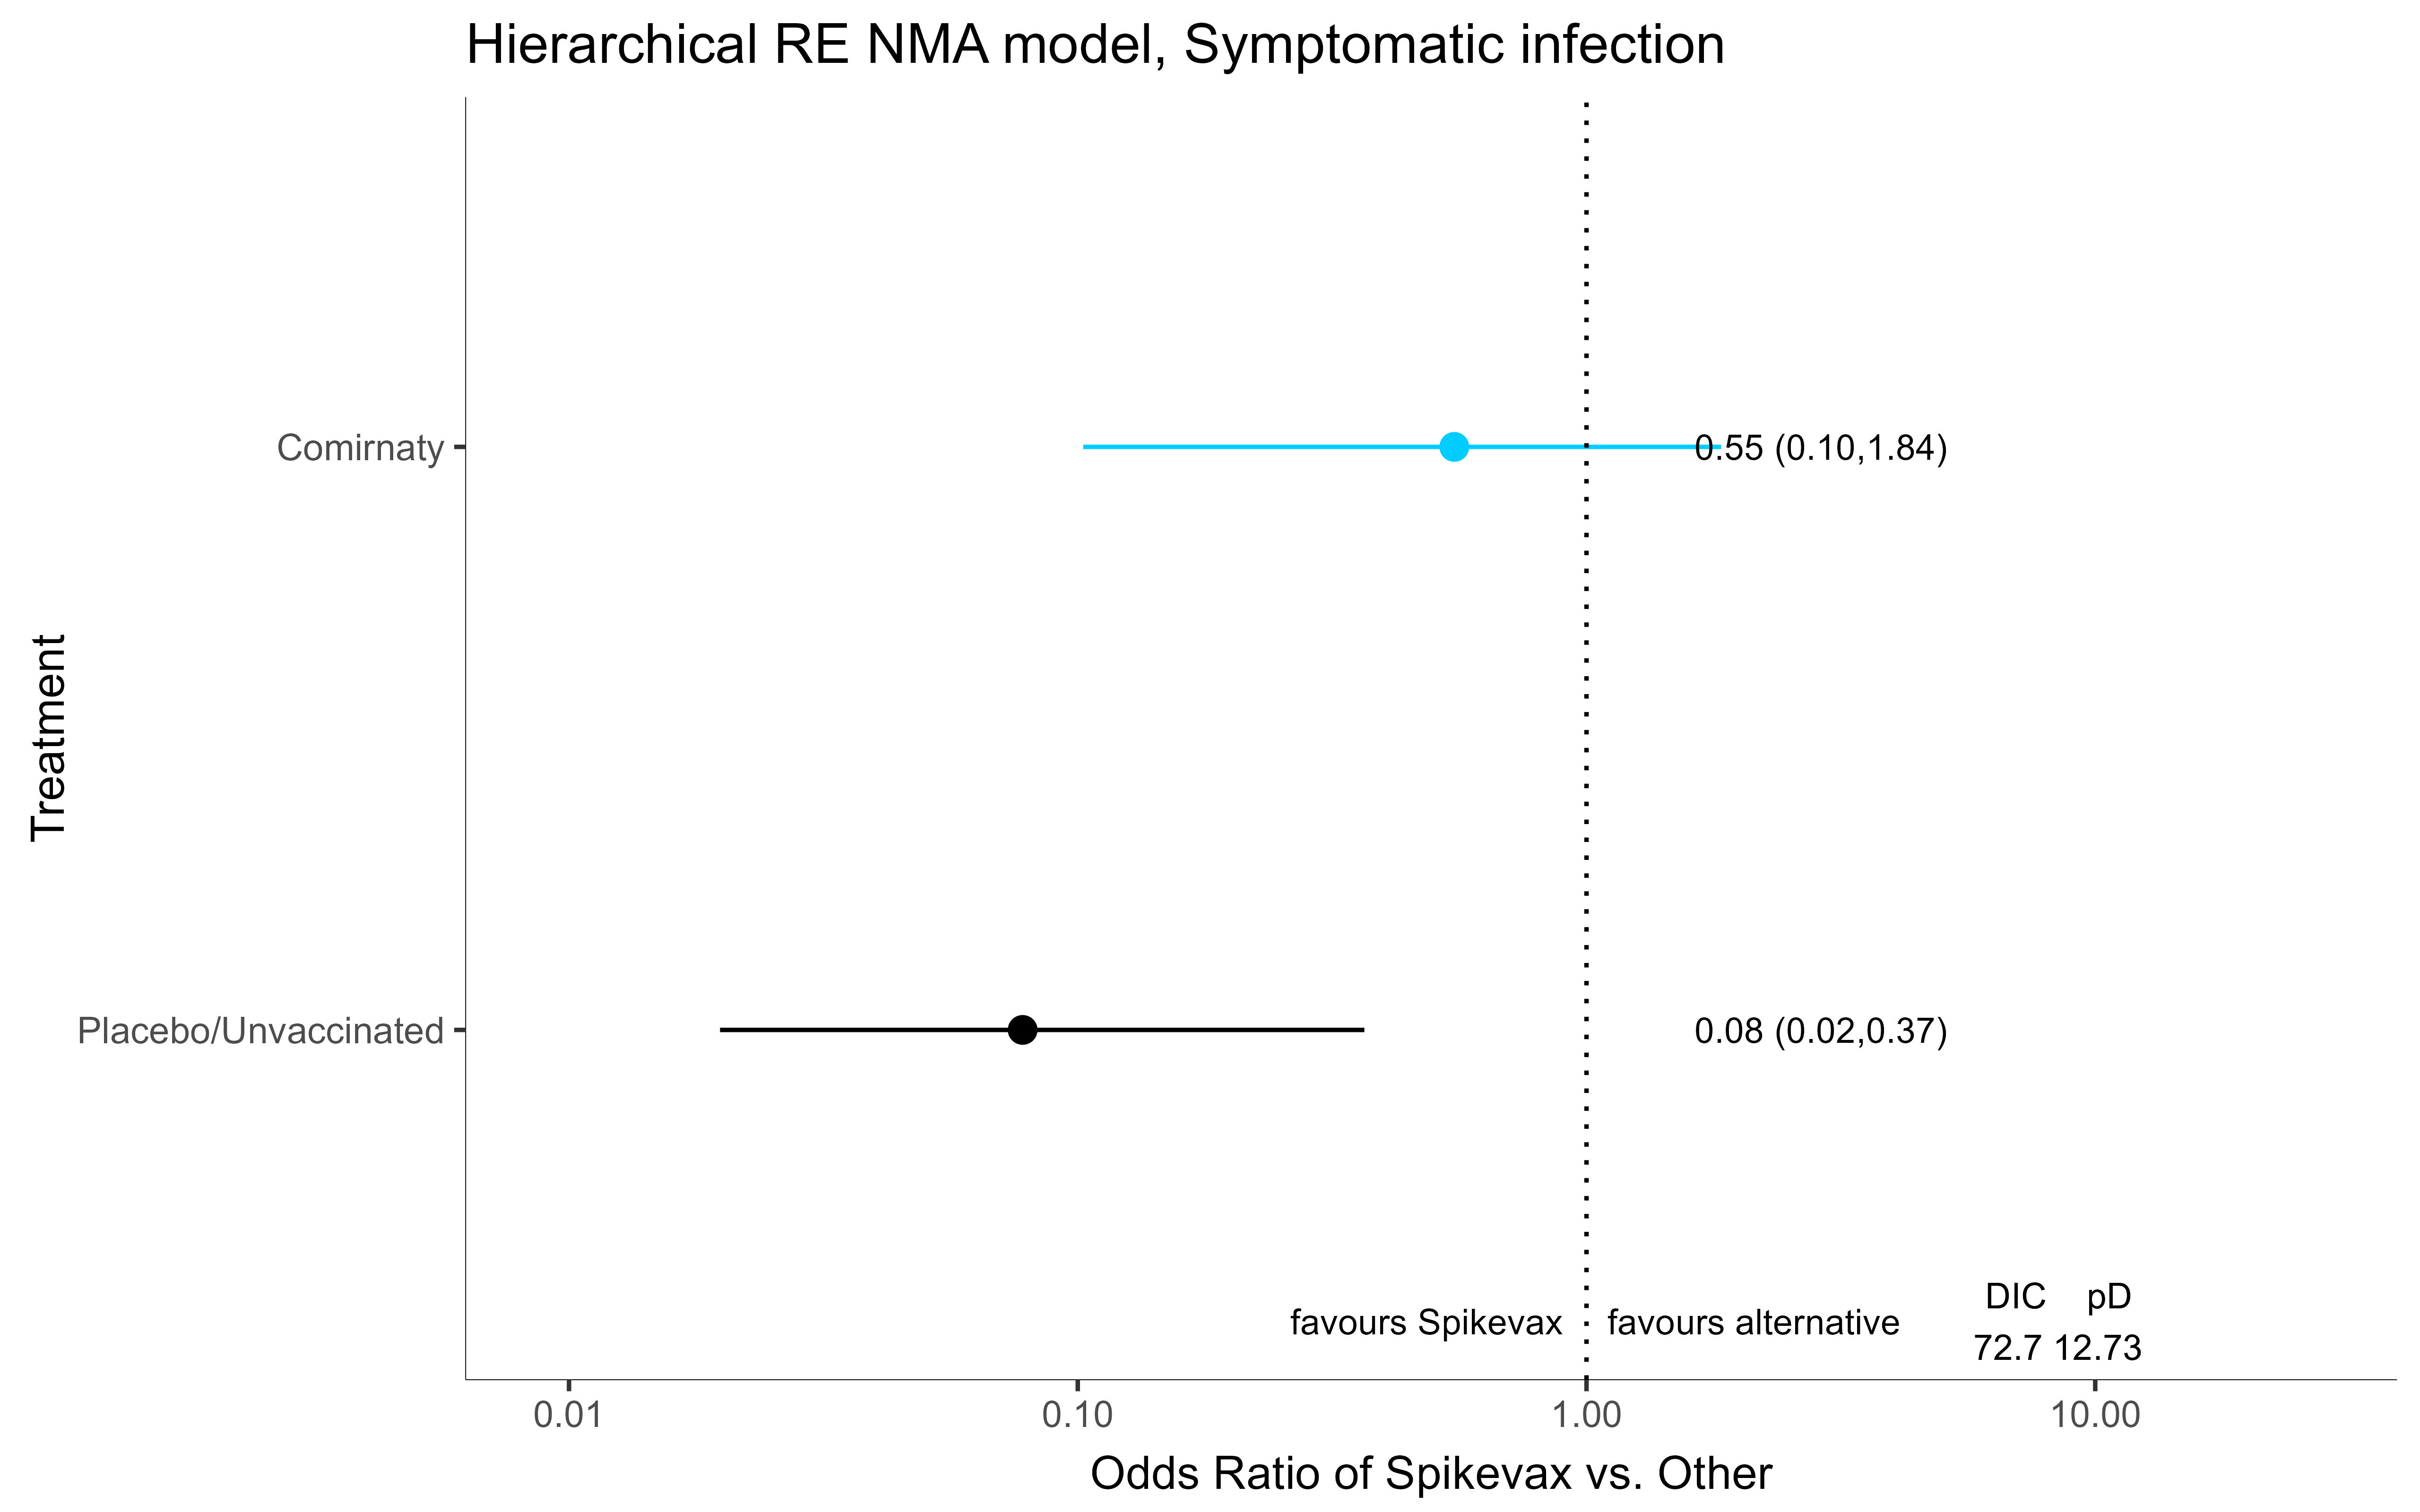 Hierarchical RE NMA model, Symptomatic infection
Treatment
Comirnaty
0.55 (0.10,1.84)
Placebo/Unvaccinated
0.08 (0.02,0.37)
favours Spikevax
favours alternative
DIC pD
72.7 12.73
0.01
0.10
1.00
10.00
Odds Ratio of Spikevax vs. Other